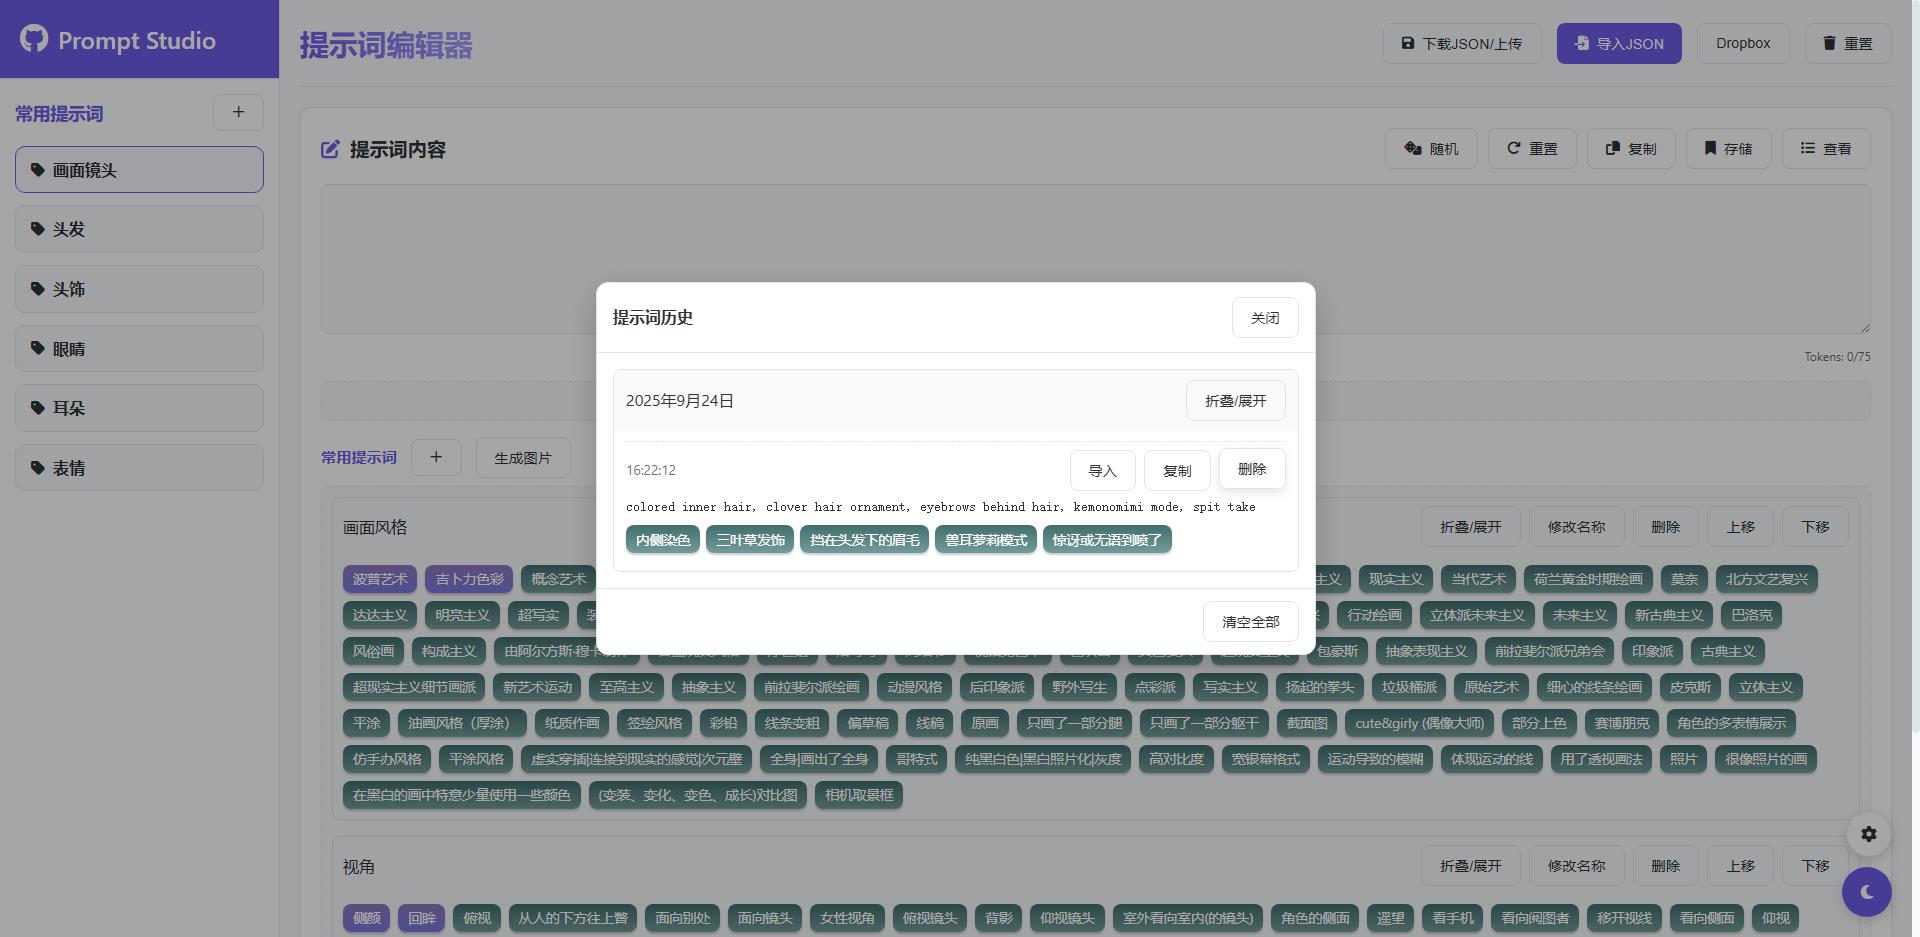 Prompt Studio
提示词编辑器
下载JSON/上传
导入JSON
Dropbox
重置
常用提示词
+
画面镜头
头发
头饰
眼睛
耳朵
表情
提示词内容
随机
重置
复制
存储
查看
Tokens: 0/75
常用提示词
+
生成图片
提示词历史
关闭
2025年9月24日
折叠/展开
16:22:12
导入
复制
删除
colored inner hair, clover hair ornament, eyebrows behind hair, kemonomimi mode, spit take
内侧染色 三叶草发饰 挡在头发下的眉毛 兽耳萝莉模式 惊讶或无语到喷了
清空全部
画面风格
折叠/展开 修改名称 删除 上移 下移
波普艺术 吉卜力色彩 概念艺术 现实主义 当代艺术 荷兰黄金时期绘画 莫奈 北方文艺复兴
达达主义 明亮主义 超写实 行动绘画 立体派未来主义 未来主义 新古典主义 巴洛克
风俗画 构成主义 包豪斯 抽象表现主义 前拉斐尔派兄弟会 印象派 古典主义
超现实主义细节画派 新艺术运动 至高主义 抽象主义 前拉斐尔派绘画 动漫风格 后印象派 野外写生 点彩派 写实主义 扬起的拳头 垃圾桶派 原始艺术 细心的线条绘画 皮克斯 立体主义
平涂 油画风格（厚涂） 纸质作画 签绘风格 彩铅 线条变粗 偏草稿 线稿 原画 只画了一部分腿 只画了一部分躯干 截面图 cute&girly (偶像大师) 部分上色 赛博朋克 角色的多表情展示
仿手办风格 平涂风格 虚实穿插|连接到现实的感觉|次元壁 全身|画出了全身 哥特式 纯黑白色|黑白照片化|灰度 高对比度 宽银幕格式 运动导致的模糊 体现运动的线 用了透视画法 照片 很像照片的画
在黑白的画中特意少量使用一些颜色 (变装、变化、变色、成长)对比图 相机取景框
视角
折叠/展开 修改名称 删除 上移 下移
侧颜 回眸 俯视 从人的下方往上瞥 面向别处 面向镜头 女性视角 俯视镜头 背影 仰视镜头 室外看向室内(的镜头) 角色的侧面 遥望 看手机 看向阅图者 移开视线 看向侧面 仰视